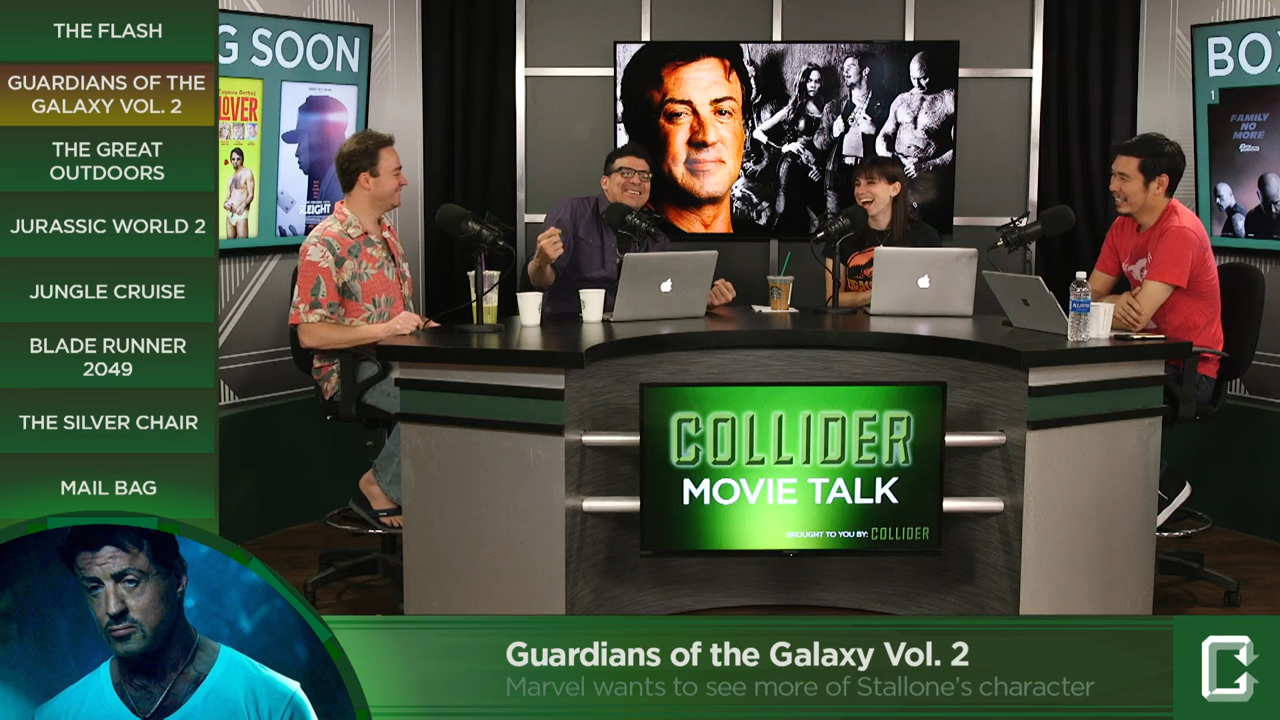 THE FLASH
GUARDIANS OF THE
GALAXY VOL. 2
THE GREAT
OUTDOORS
JURASSIC WORLD 2
JUNGLE CRUISE
BLADE RUNNER
2049
THE SILVER CHAIR
MAIL BAG
G SOON
LOVER
SLEIGHT
BOX
1
FAMILY
NO
MORE
COLLIDER
MOVIE TALK
BROUGHT TO YOU BY: COLLIDER
Guardians of the Galaxy Vol. 2
Marvel wants to see more of Stallone's character